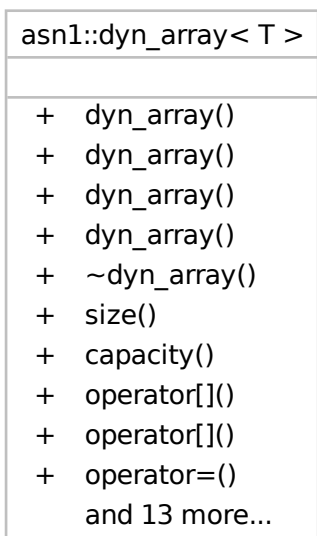 asn1::dyn_array< T >
+ dyn_array()
+ dyn_array()
+ dyn_array()
+ dyn_array()
+ ~dyn_array()
+ size()
+ capacity()
+ operator[]()
+ operator[]()
+ operator=()
and 13 more...